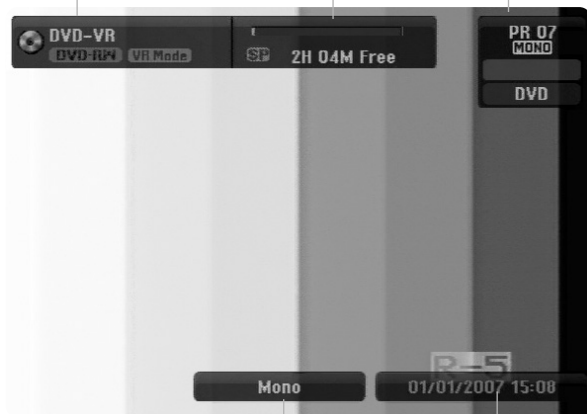 DVD-VR
DVD-RW VR Mode
SP 2H 04M Free
PR 07
MONO
DVD
R-5
Mono
01/01/2007 15:08